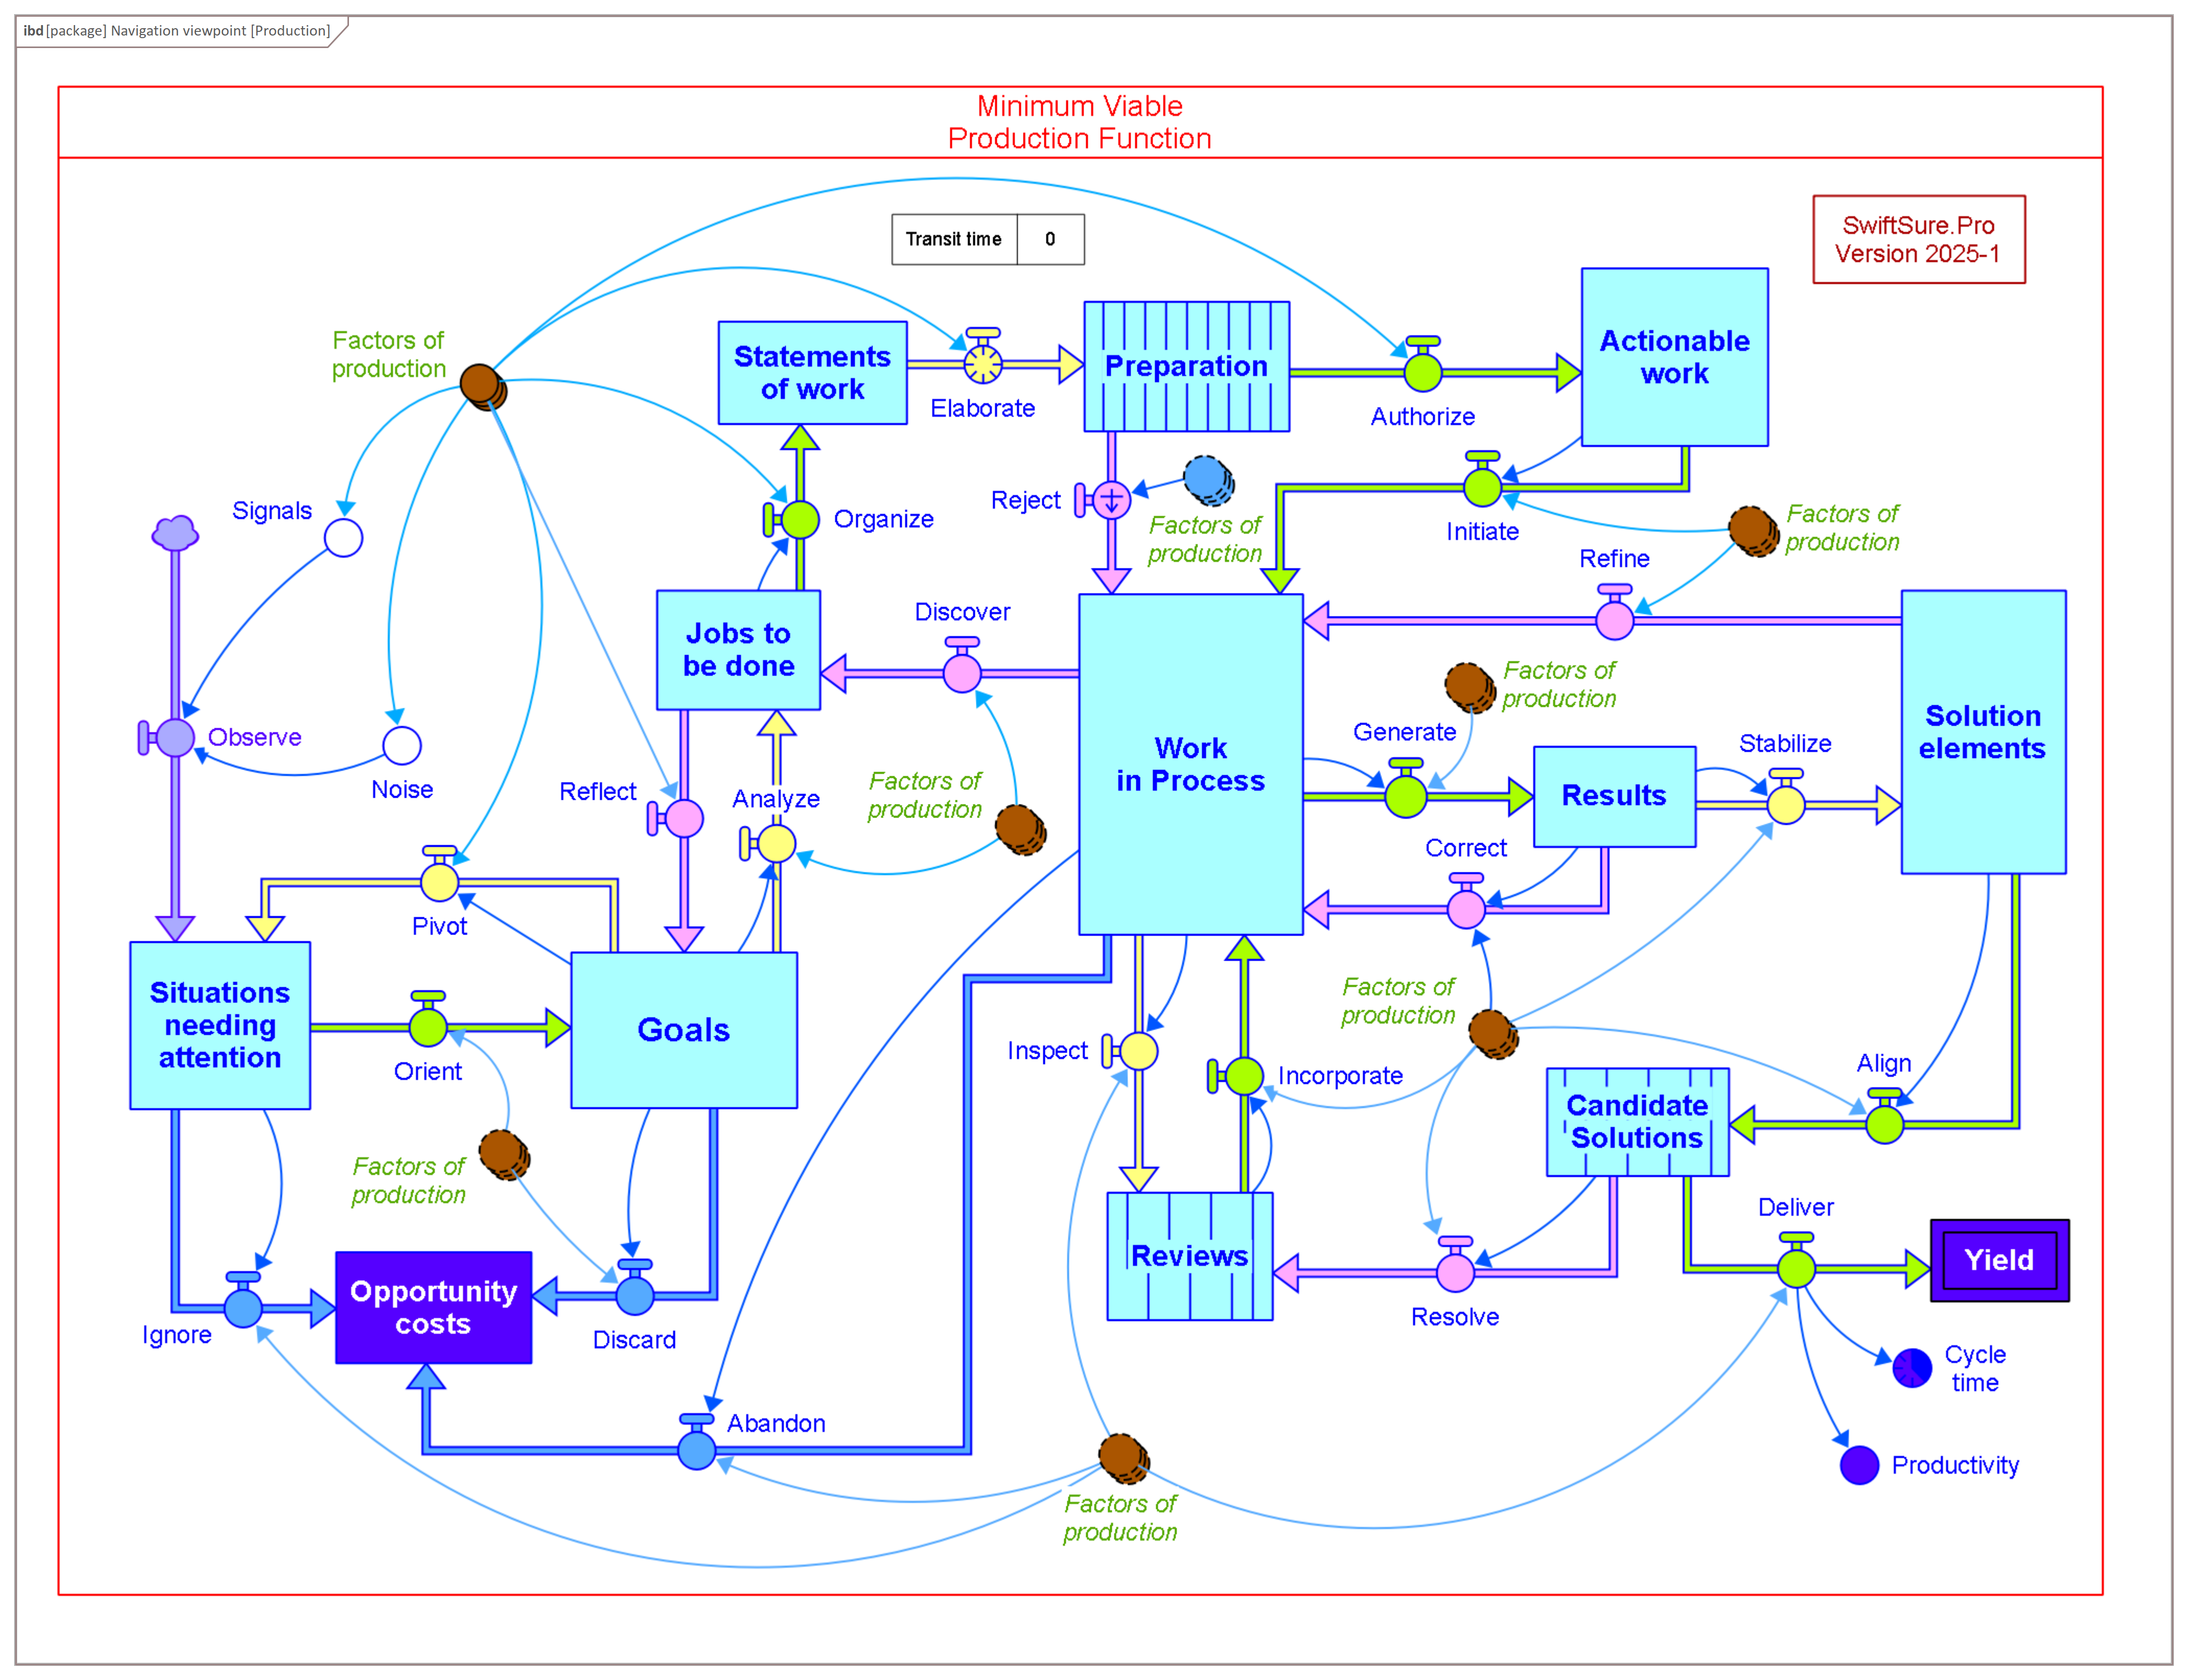 ibd [package] Navigation viewpoint [Production]
Minimum Viable
Production Function
SwiftSure.Pro
Version 2025-1
Transit time 0
Factors of
production
Statements
of work
Elaborate
Preparation
Authorize
Actionable
work
Signals
Organize
Reject
Factors of
production
Initiate
Factors of
production
Refine
Jobs to
be done
Discover
Observe
Noise
Reflect
Analyze
Factors of
production
Work
in Process
Generate
Factors of
production
Results
Stabilize
Solution
elements
Correct
Pivot
Situations
needing
attention
Orient
Goals
Factors of
production
Inspect
Incorporate
Factors of
production
Align
Candidate
Solutions
Reviews
Resolve
Deliver
Yield
Ignore
Opportunity
costs
Discard
Abandon
Factors of
production
Cycle
time
Productivity